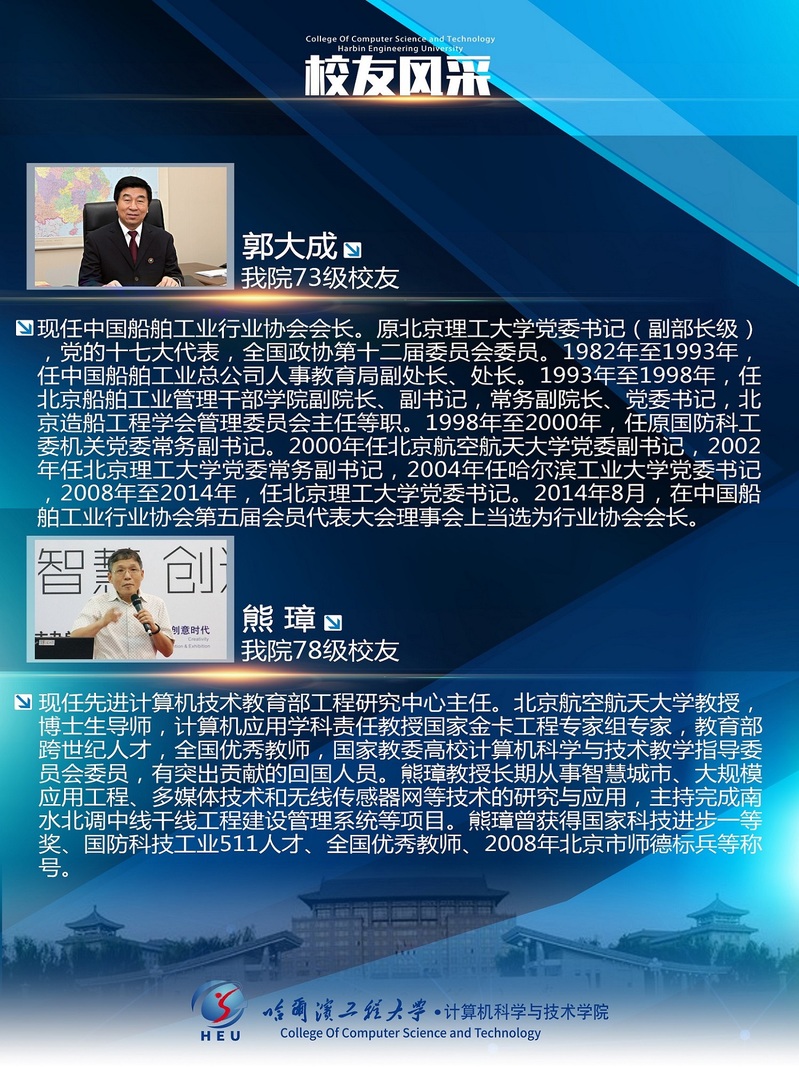 College Of Computer Science and Technology
Harbin Engineering University
校友风采
郭大成
我院73级校友
现任中国船舶工业行业协会会长。原北京理工大学党委书记（副部长级）
，党的十七大代表，全国政协第十二届委员会委员。1982年至1993年，
任中国船舶工业总公司人事教育局副处长、处长。1993年至1998年，任
北京船舶工业管理干部学院副院长、副书记，常务副院长、党委书记，北
京造船工程学会管理委员会主任等职。1998年至2000年，任原国防科工
委机关党委常务副书记。2000年任北京航空航天大学党委副书记，2002
年任北京理工大学党委常务副书记，2004年任哈尔滨工业大学党委书记
，2008年至2014年，任北京理工大学党委书记。2014年8月，在中国船
舶工业行业协会第五届会员代表大会理事会上当选为行业协会会长。
智慧 创
创意时代
Creativity
熊 璋
我院78级校友
现任先进计算机技术教育部工程研究中心主任。北京航空航天大学教授，
博士生导师，计算机应用学科责任教授国家金卡工程专家组专家，教育部
跨世纪人才，全国优秀教师，国家教委高校计算机科学与技术教学指导委
员会委员，有突出贡献的回国人员。熊璋教授长期从事智慧城市、大规模
应用工程、多媒体技术和无线传感器网等技术的研究与应用，主持完成南
水北调中线干线工程建设管理系统等项目。熊璋曾获得国家科技进步一等
奖、国防科技工业511人才、全国优秀教师、2008年北京市师德标兵等称
号。
HEU
哈尔滨工程大学·计算机科学与技术学院
College Of Computer Science and Technology